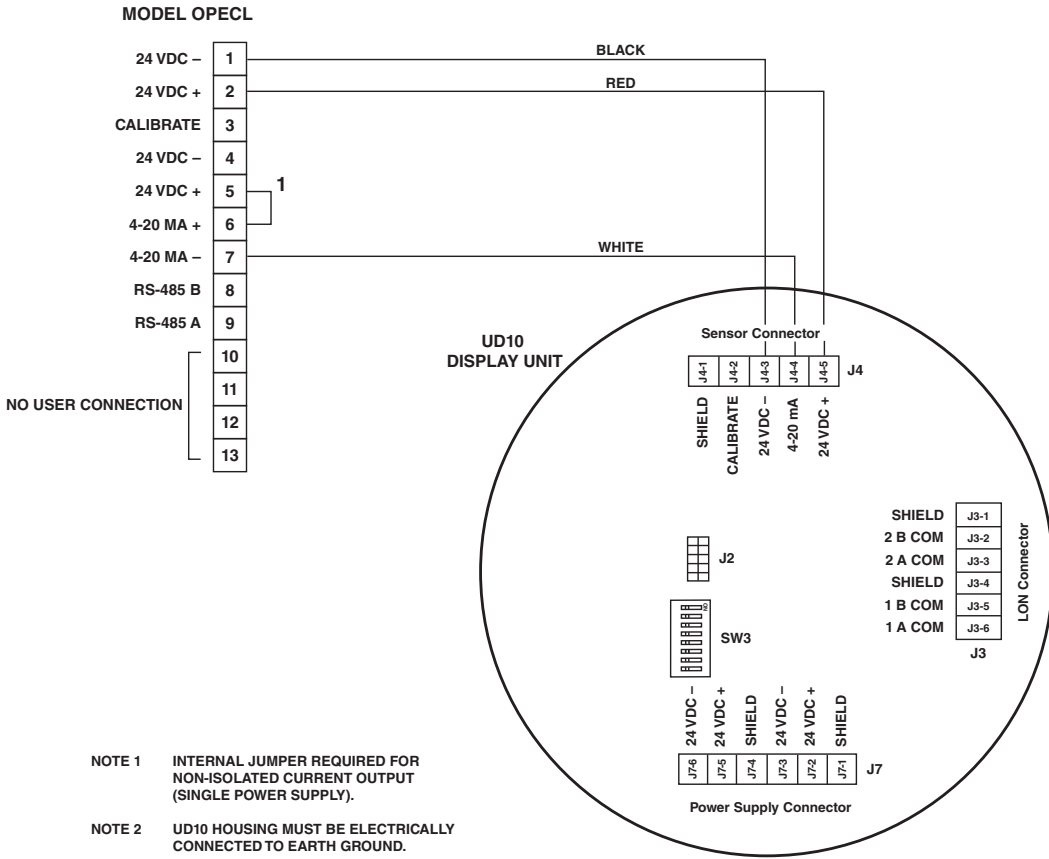 MODEL OPECL
24 VDC – 1
24 VDC + 2
CALIBRATE 3
24 VDC – 4
24 VDC + 5
4-20 MA + 6
4-20 MA – 7
RS-485 B 8
RS-485 A 9
10
11
12
13
NO USER CONNECTION
1
BLACK
RED
WHITE
UD10
DISPLAY UNIT
Sensor Connector
J4-1 J4-2 J4-3 J4-4 J4-5 J4
SHIELD
CALIBRATE
24 VDC –
4-20 mA
24 VDC +
SHIELD J3-1
2 B COM J3-2
2 A COM J3-3
SHIELD J3-4
1 B COM J3-5
1 A COM J3-6
J3
LON Connector
J2
ON
SW3
24 VDC –
24 VDC +
SHIELD
24 VDC –
24 VDC +
SHIELD
J7-6 J7-5 J7-4 J7-3 J7-2 J7-1 J7
Power Supply Connector
NOTE 1 INTERNAL JUMPER REQUIRED FOR
NON-ISOLATED CURRENT OUTPUT
(SINGLE POWER SUPPLY).
NOTE 2 UD10 HOUSING MUST BE ELECTRICALLY
CONNECTED TO EARTH GROUND.